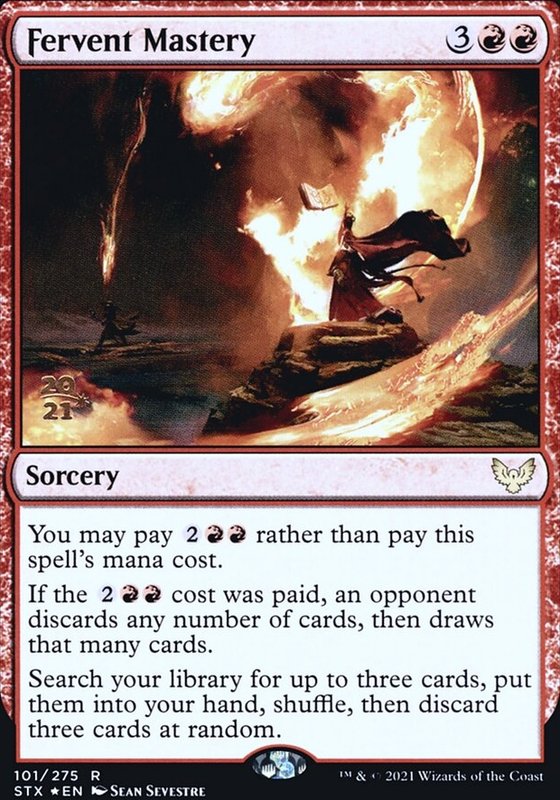 Fervent Mastery 3
20
21
Sorcery
You may pay 2 rather than pay this
spell's mana cost.
If the 2 cost was paid, an opponent
discards any number of cards, then draws
that many cards.
Search your library for up to three cards, put
them into your hand, shuffle, then discard
three cards at random.
101/275 R
STX ★ EN Sean Sevestre
™ & © 2021 Wizards of the Coast